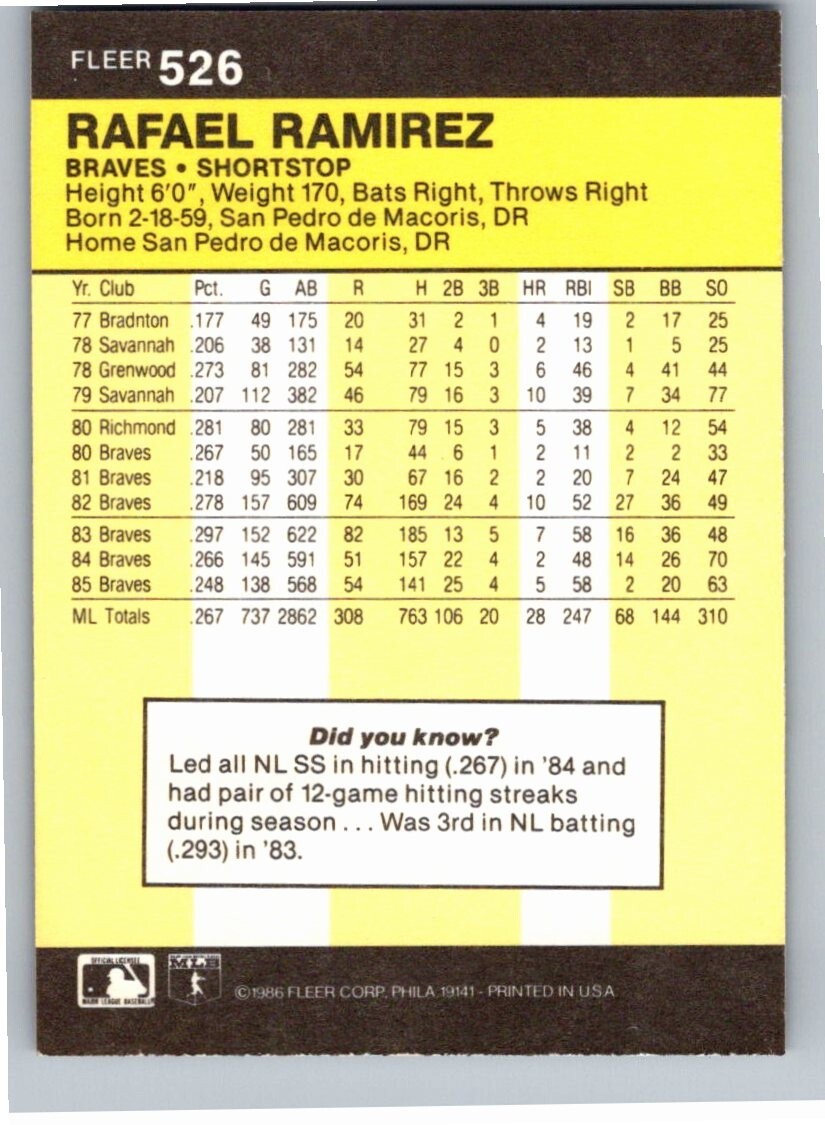 FLEER 526
RAFAEL RAMIREZ
BRAVES • SHORTSTOP
Height 6'0", Weight 170, Bats Right, Throws Right
Born 2-18-59, San Pedro de Macoris, DR
Home San Pedro de Macoris, DR
Yr. Club Pct. G AB R H 2B 3B HR RBI SB BB SO
77 Bradnton .177 49 175 20 31 2 1 4 19 2 17 25
78 Savannah .206 38 131 14 27 4 0 2 13 1 5 25
78 Grenwood .273 81 282 54 77 15 3 6 46 4 41 44
79 Savannah .207 112 382 46 79 16 3 10 39 7 34 77
80 Richmond .281 80 281 33 79 15 3 5 38 4 12 54
80 Braves .267 50 165 17 44 6 1 2 11 2 2 33
81 Braves .218 95 307 30 67 16 2 2 20 7 24 47
82 Braves .278 157 609 74 169 24 4 10 52 27 36 49
83 Braves .297 152 622 82 185 13 5 7 58 16 36 48
84 Braves .266 145 591 51 157 22 4 2 48 14 26 70
85 Braves .248 138 568 54 141 25 4 5 58 2 20 63
ML Totals .267 737 2862 308 763 106 20 28 247 68 144 310
Did you know?
Led all NL SS in hitting (.267) in '84 and
had pair of 12-game hitting streaks
during season ... Was 3rd in NL batting
(.293) in '83.
OFFICIAL LICENSEE
MAJOR LEAGUE BASEBALL
©1986 FLEER CORP. PHILA 19141 - PRINTED IN U.S.A